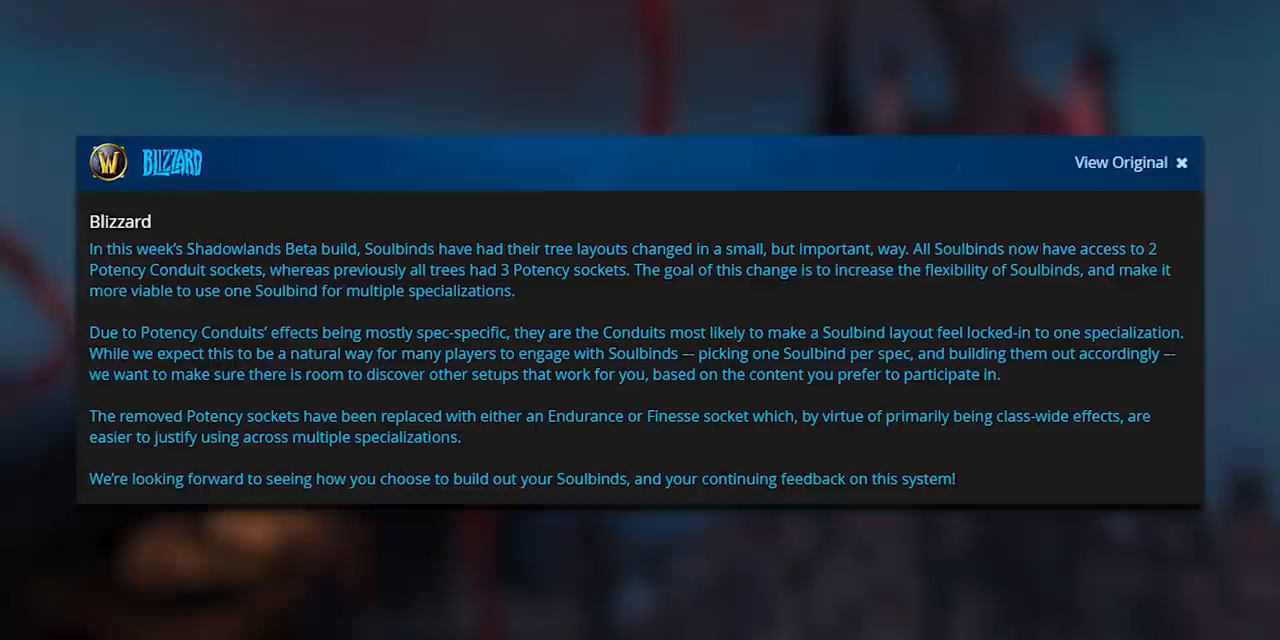 W BLIZZARD View Original ✖
Blizzard
In this week's Shadowlands Beta build, Soulbinds have had their tree layouts changed in a small, but important, way. All Soulbinds now have access to 2
Potency Conduit sockets, whereas previously all trees had 3 Potency sockets. The goal of this change is to increase the flexibility of Soulbinds, and make it
more viable to use one Soulbind for multiple specializations.
Due to Potency Conduits' effects being mostly spec-specific, they are the Conduits most likely to make a Soulbind layout feel locked-in to one specialization.
While we expect this to be a natural way for many players to engage with Soulbinds –- picking one Soulbind per spec, and building them out accordingly –-
we want to make sure there is room to discover other setups that work for you, based on the content you prefer to participate in.
The removed Potency sockets have been replaced with either an Endurance or Finesse socket which, by virtue of primarily being class-wide effects, are
easier to justify using across multiple specializations.
We're looking forward to seeing how you choose to build out your Soulbinds, and your continuing feedback on this system!